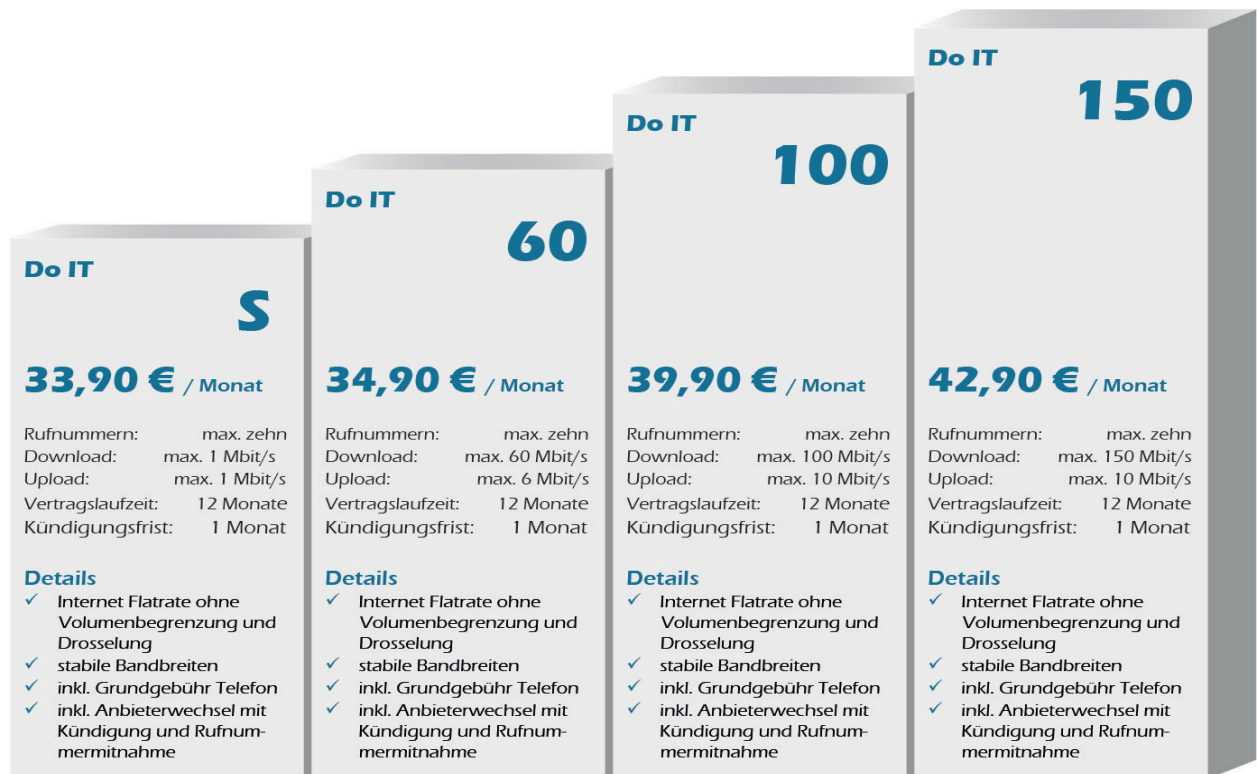 Do IT
S
33,90 € / Monat
Rufnummern: max. zehn
Download: max. 1 Mbit/s
Upload: max. 1 Mbit/s
Vertragslaufzeit: 12 Monate
Kündigungsfrist: 1 Monat
Details
✓ Internet Flatrate ohne
Volumenbegrenzung und
Drosselung
✓ stabile Bandbreiten
✓ inkl. Grundgebühr Telefon
✓ inkl. Anbieterwechsel mit
Kündigung und Rufnum-
mermitnahme
Do IT
60
34,90 € / Monat
Rufnummern: max. zehn
Download: max. 60 Mbit/s
Upload: max. 6 Mbit/s
Vertragslaufzeit: 12 Monate
Kündigungsfrist: 1 Monat
Details
✓ Internet Flatrate ohne
Volumenbegrenzung und
Drosselung
✓ stabile Bandbreiten
✓ inkl. Grundgebühr Telefon
✓ inkl. Anbieterwechsel mit
Kündigung und Rufnum-
mermitnahme
Do IT
100
39,90 € / Monat
Rufnummern: max. zehn
Download: max. 100 Mbit/s
Upload: max. 10 Mbit/s
Vertragslaufzeit: 12 Monate
Kündigungsfrist: 1 Monat
Details
✓ Internet Flatrate ohne
Volumenbegrenzung und
Drosselung
✓ stabile Bandbreiten
✓ inkl. Grundgebühr Telefon
✓ inkl. Anbieterwechsel mit
Kündigung und Rufnum-
mermitnahme
Do IT
150
42,90 € / Monat
Rufnummern: max. zehn
Download: max. 150 Mbit/s
Upload: max. 10 Mbit/s
Vertragslaufzeit: 12 Monate
Kündigungsfrist: 1 Monat
Details
✓ Internet Flatrate ohne
Volumenbegrenzung und
Drosselung
✓ stabile Bandbreiten
✓ inkl. Grundgebühr Telefon
✓ inkl. Anbieterwechsel mit
Kündigung und Rufnum-
mermitnahme